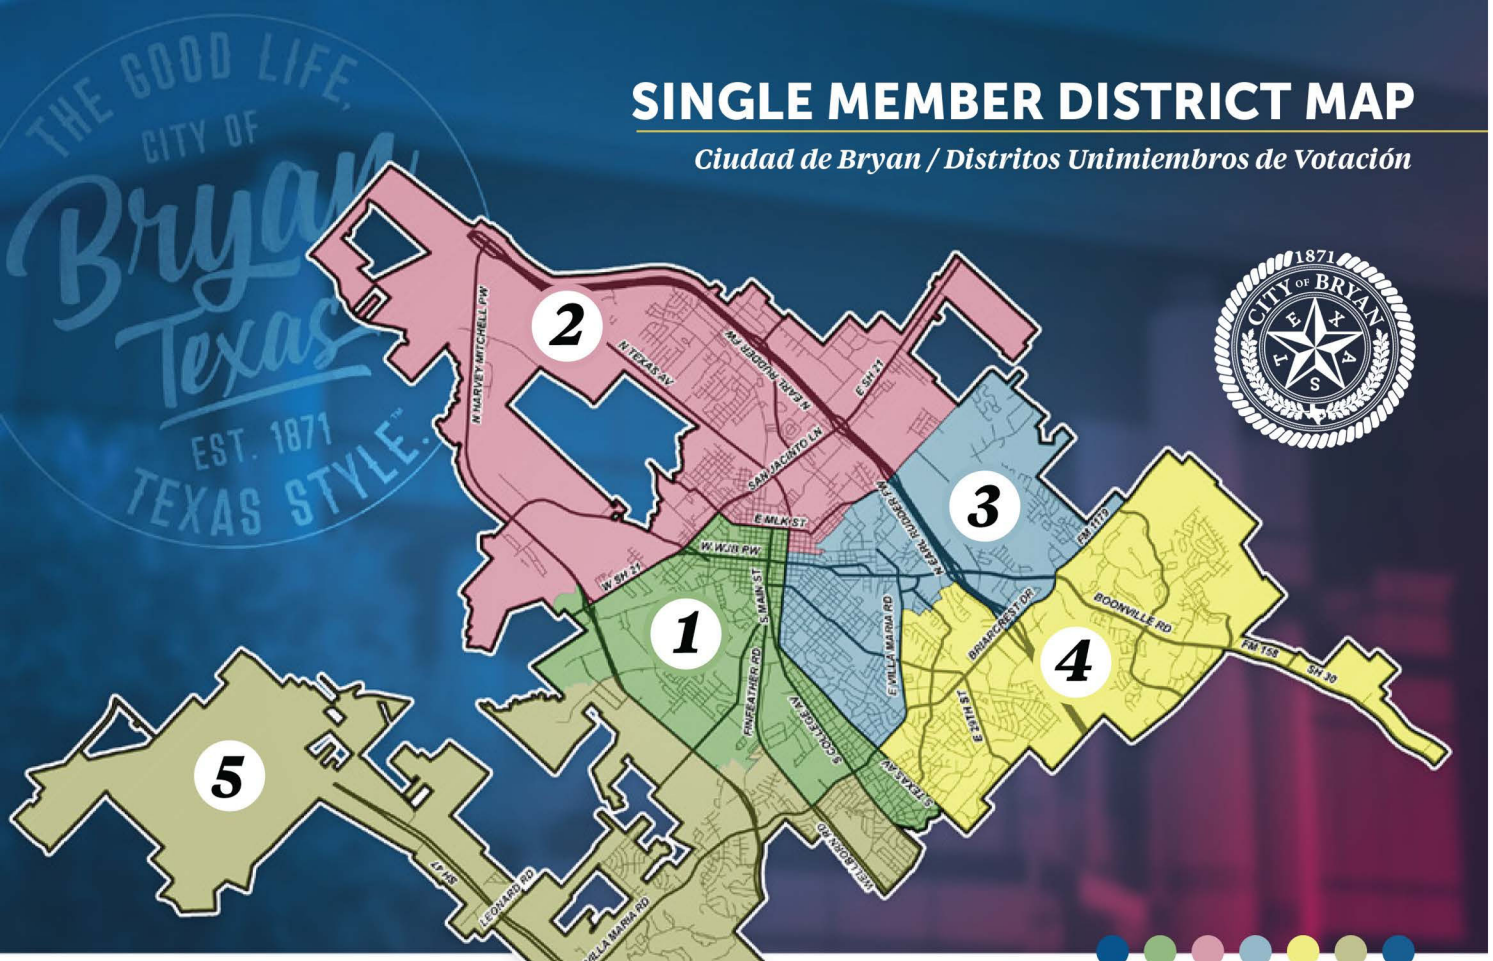 THE GOOD LIFE,
CITY OF
Bryan
Texas
EST. 1871
TEXAS STYLE.™
SINGLE MEMBER DISTRICT MAP
Ciudad de Bryan / Distritos Unimiembros de Votación
1871
CITY OF BRYAN
T E X A S
2
N HARVEY MITCHELL PW
N TEXAS AV
N EARL RUDDER FW
N EARL RUDDER FW
E SH 21
SAN JACINTO LN
E MLK ST
3
N EARL RUDDER FW
FM 1179
W WJB PW
W SH 21
1
S MAIN ST
FINFEATHER RD
S COLLEGE AV
E VILLA MARIA RD
S TEXAS AV
BRIARCREST DR
BOONVILLE RD
4
E 29TH ST
FM 158
SH 30
5
SH 47
LEONARD RD
VILLA MARIA RD
WELLBORN RD